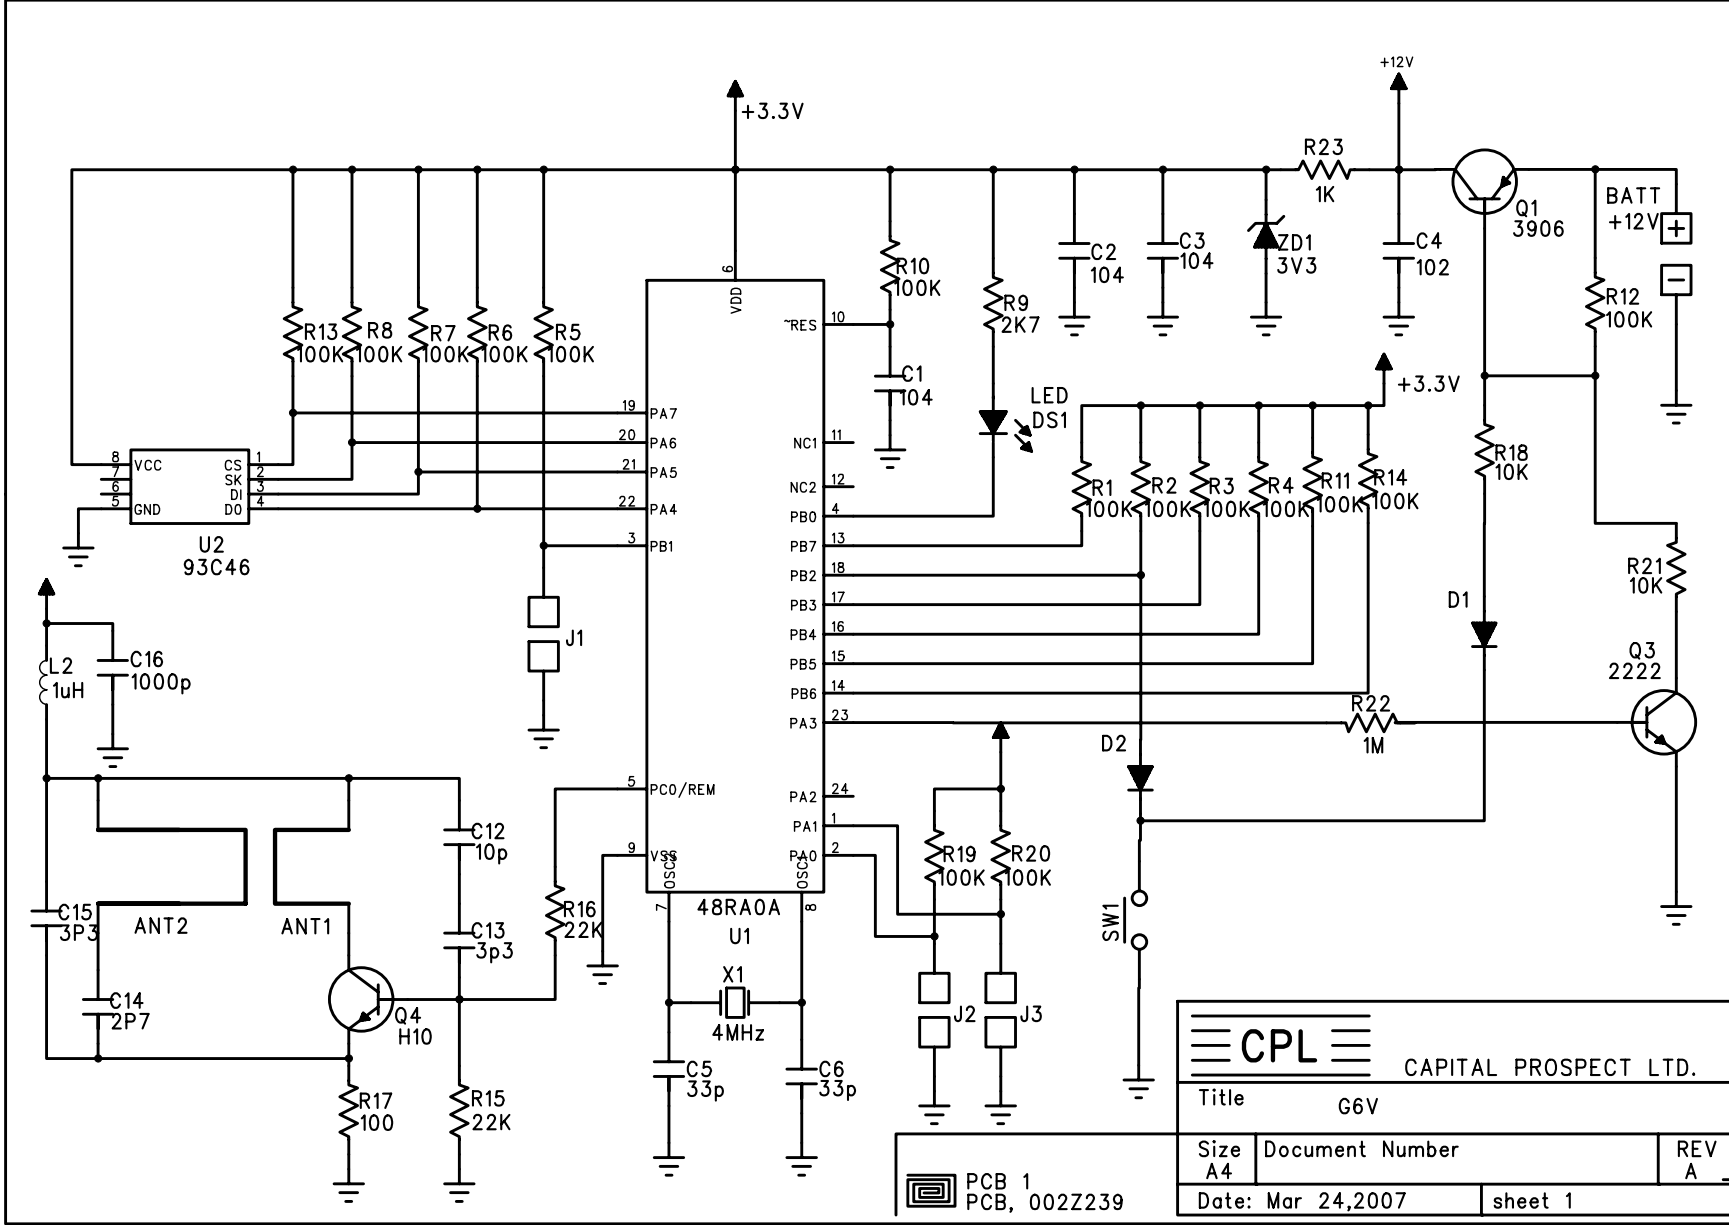 +12V
+3.3V
R23
1K
Q1
3906
BATT
+12V
+
-
R10
100K
C2
104
C3
104
ZD1
3V3
C4
102
R12
100K
6
VDD
R9
2K7
R13
100K
R8
100K
R7
100K
R6
100K
R5
100K
~RES
10
C1
104
+3.3V
LED
DS1
19
PA7
20
PA6
21
PA5
22
PA4
3
PB1
NC1
11
NC2
12
PB0
4
PB7
13
PB2
18
PB3
17
PB4
16
PB5
15
PB6
14
PA3
23
R1
100K
R2
100K
R3
100K
R4
100K
R11
100K
R14
100K
R18
10K
8
VCC
7
6
5
GND
CS
1
SK
2
DI
3
DO
4
U2
93C46
R21
10K
D1
Q3
2222
L2
1uH
C16
1000p
J1
R22
1M
D2
5
PC0/REM
9
VSS
PA2
24
PA1
1
PA0
2
OSC2
OSC1
7
8
48RA0A
U1
R19
100K
R20
100K
C12
10p
C13
3p3
R16
22K
C15
3P3
ANT2
ANT1
SW1
X1
4MHz
C14
2P7
Q4
H10
J2
J3
C5
33p
C6
33p
R17
100
R15
22K
CPL
CAPITAL PROSPECT LTD.
Title
G6V
Size
A4
Document Number
REV
A
Date: Mar 24,2007
sheet 1
PCB 1
PCB, 002Z239